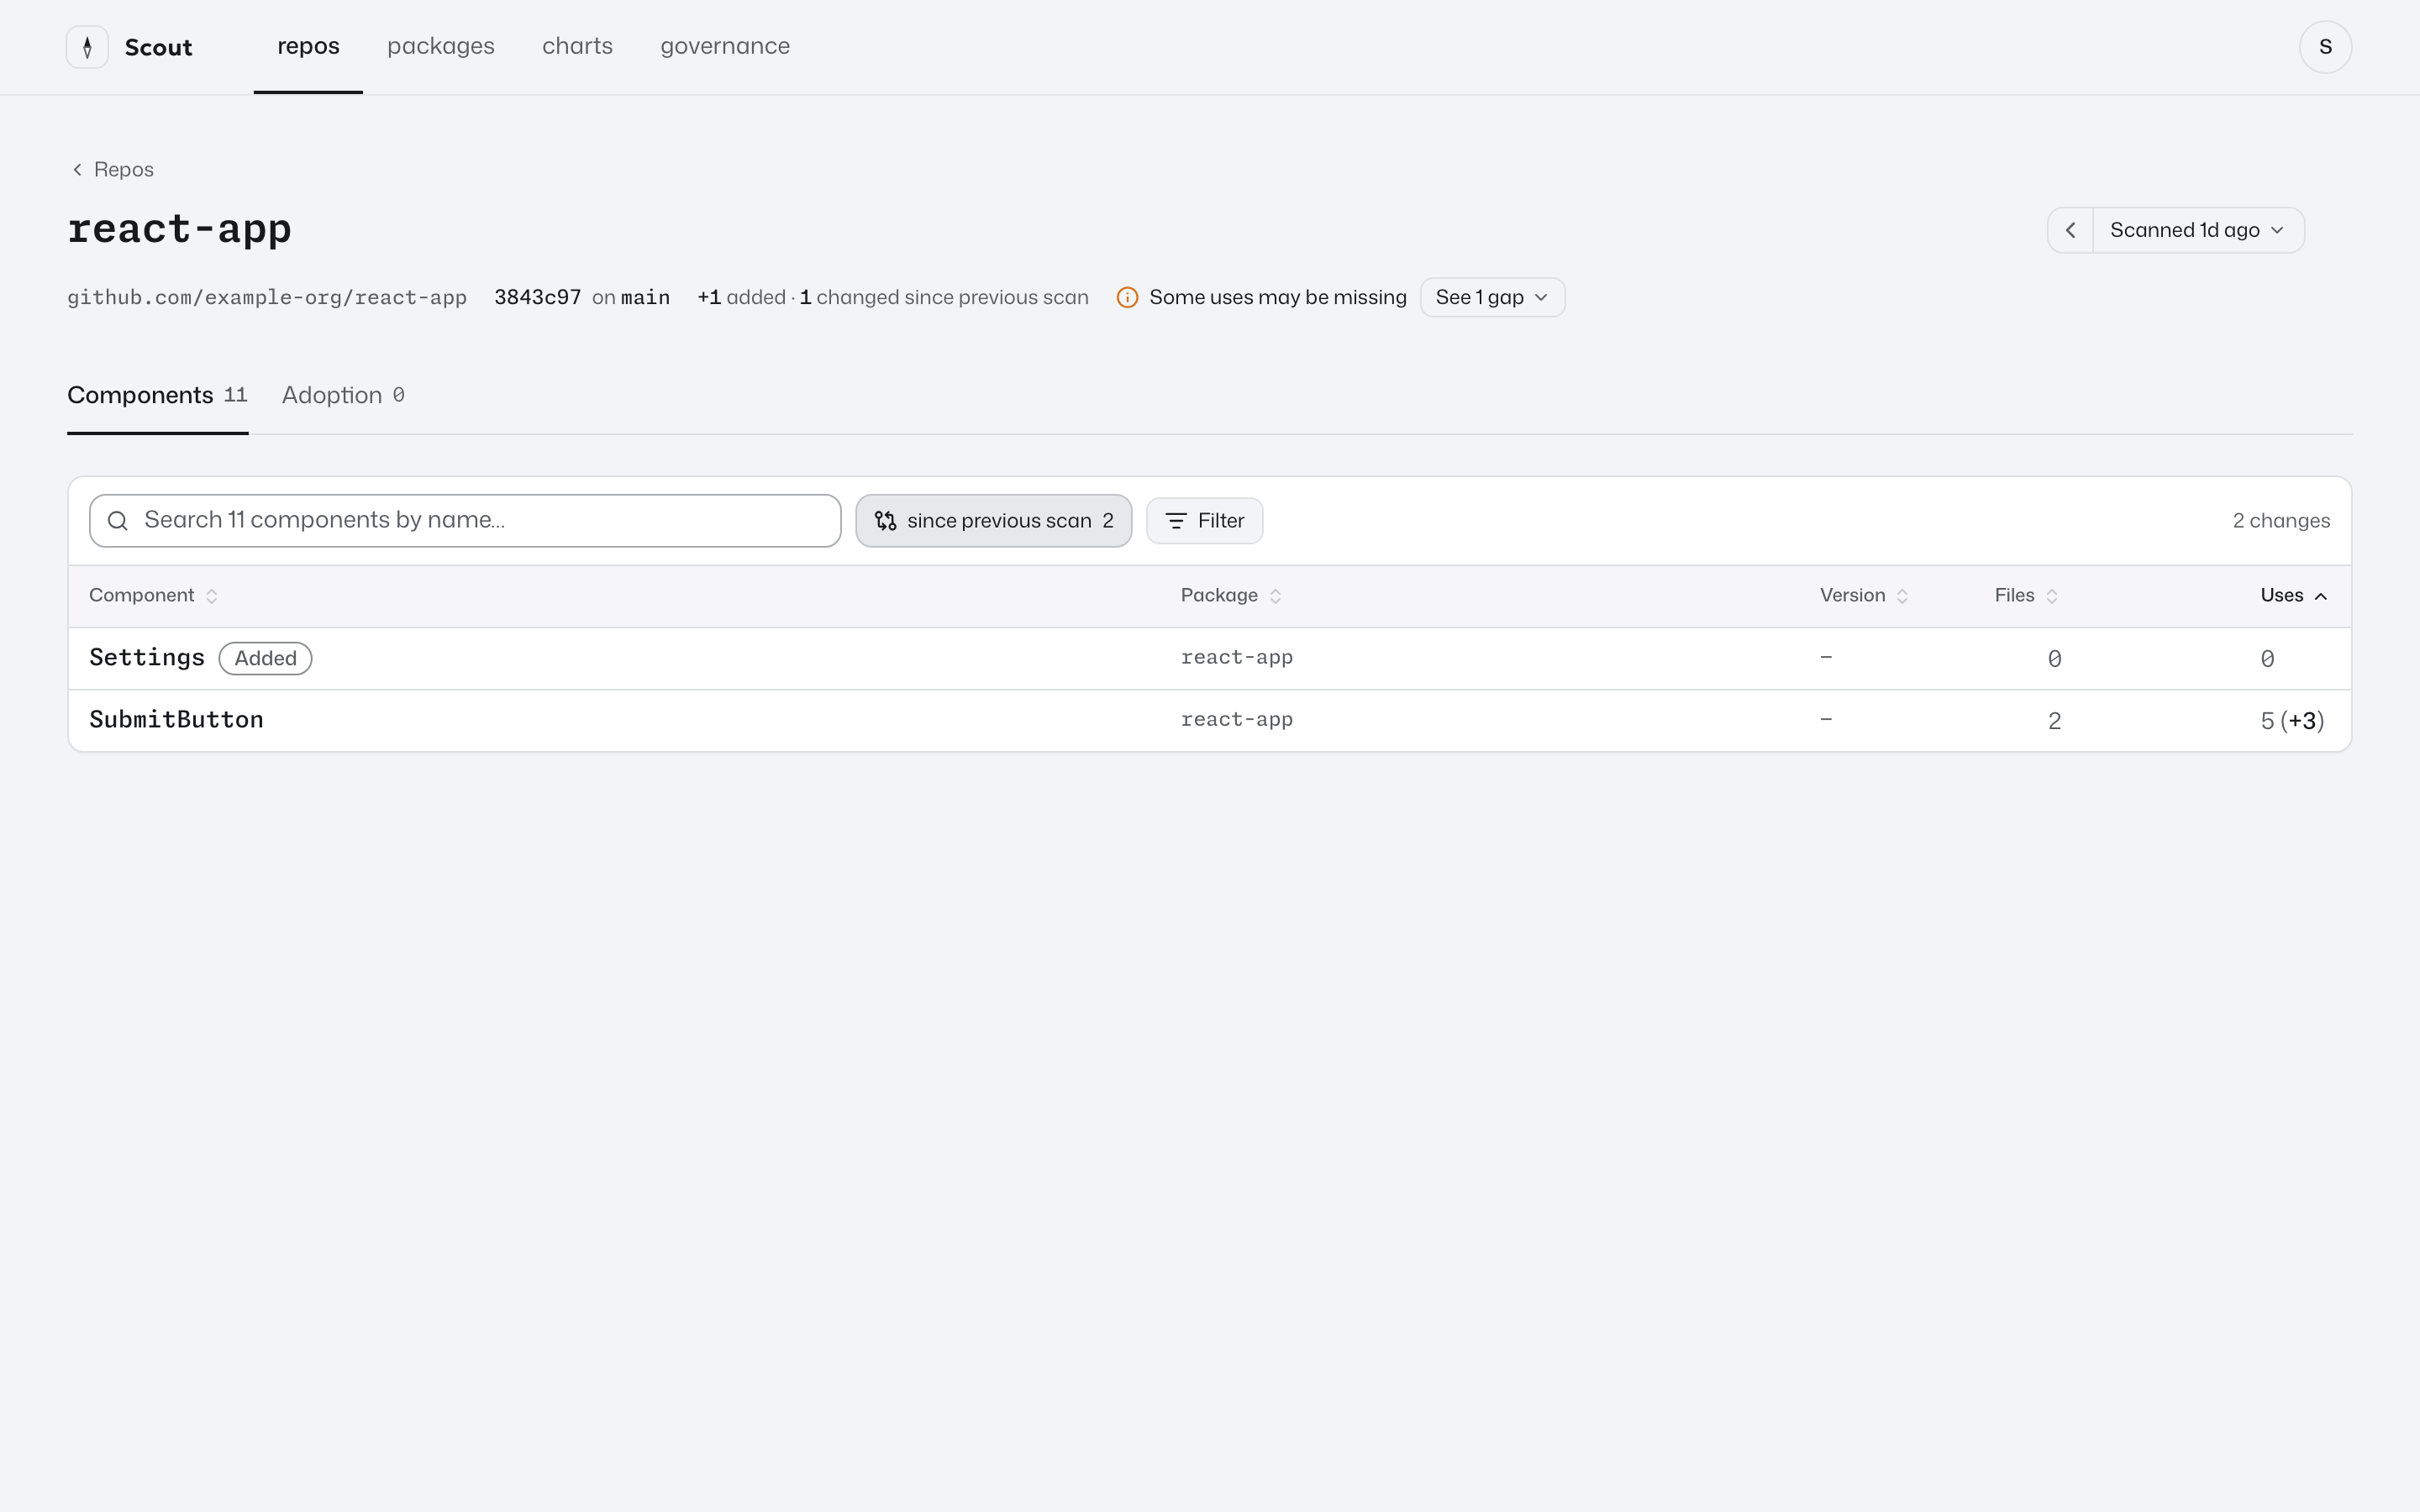 Scout repos packages charts governance S
Repos
react-app Scanned 1d ago
github.com/example-org/react-app 3843c97 on main +1 added · 1 changed since previous scan Some uses may be missing See 1 gap
Components 11 Adoption 0
Search 11 components by name... since previous scan 2 Filter 2 changes
Component Package Version Files Uses
Settings Added react-app – 0 0
SubmitButton react-app – 2 5 (+3)